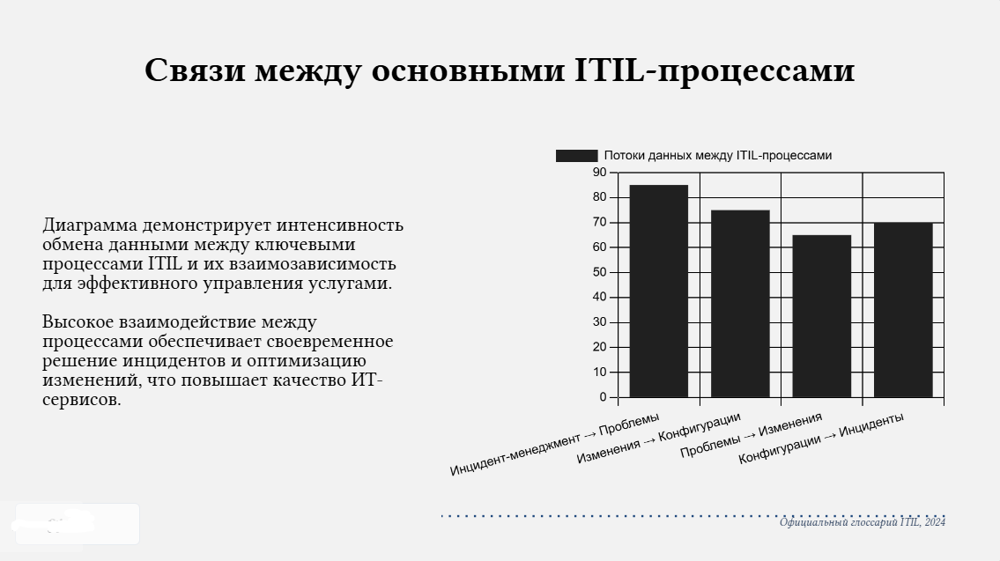 Связи между основными ITIL-процессами
Диаграмма демонстрирует интенсивность
обмена данными между ключевыми
процессами ITIL и их взаимозависимость
для эффективного управления услугами.
Высокое взаимодействие между
процессами обеспечивает своевременное
решение инцидентов и оптимизацию
изменений, что повышает качество ИТ-
сервисов.
Потоки данных между ITIL-процессами
90
80
70
60
50
40
30
20
10
0
Инцидент-менеджмент → Проблемы
Изменения → Конфигурации
Проблемы → Изменения
Конфигурации → Инциденты
Официальный глоссарий ITIL, 2024